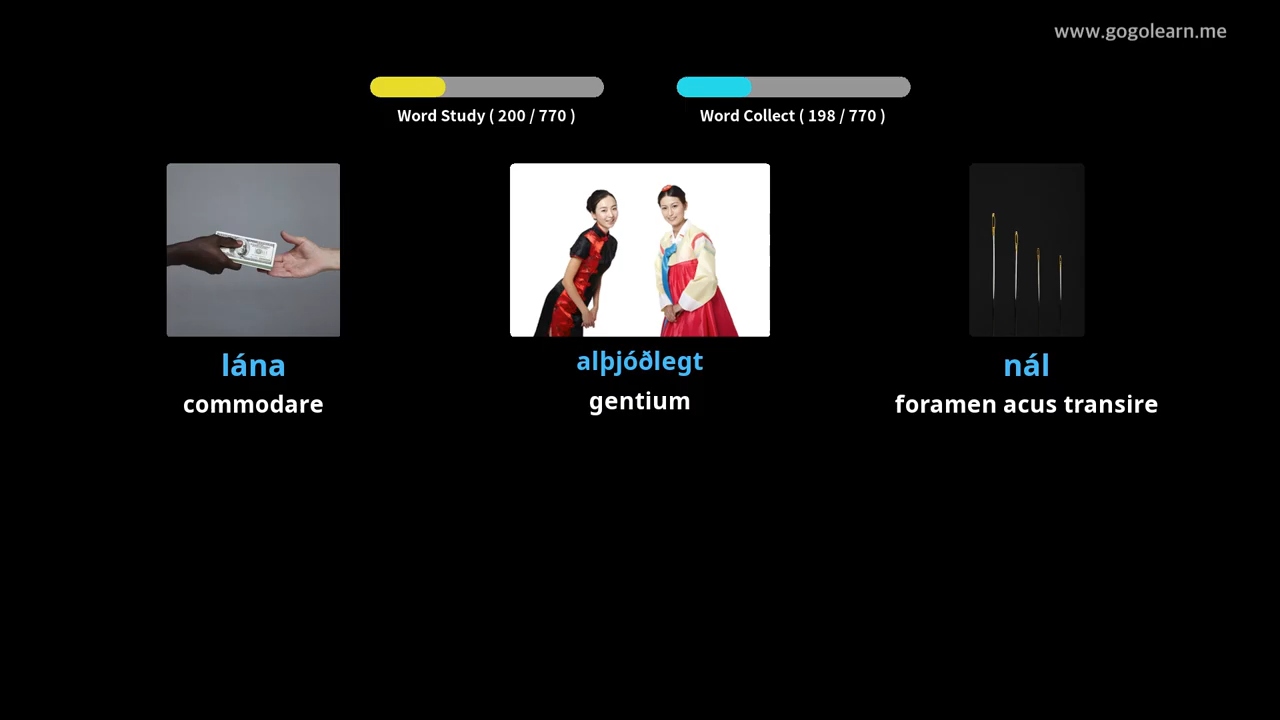 www.gogolearn.me
Word Study ( 200 / 770 )
Word Collect ( 198 / 770 )
lána
alþjóðlegt
nál
commodare
gentium
foramen acus transire